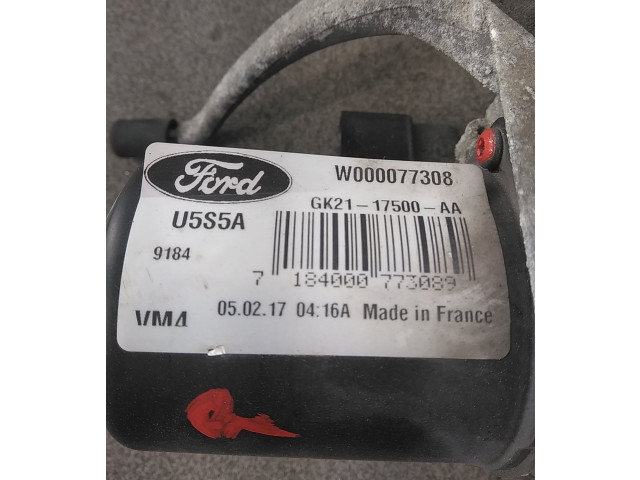 Ford
W000077308
U5S5A
GK21-17500-AA
9184
7 184000 773089
VM4
05.02.17 04:16A Made in France